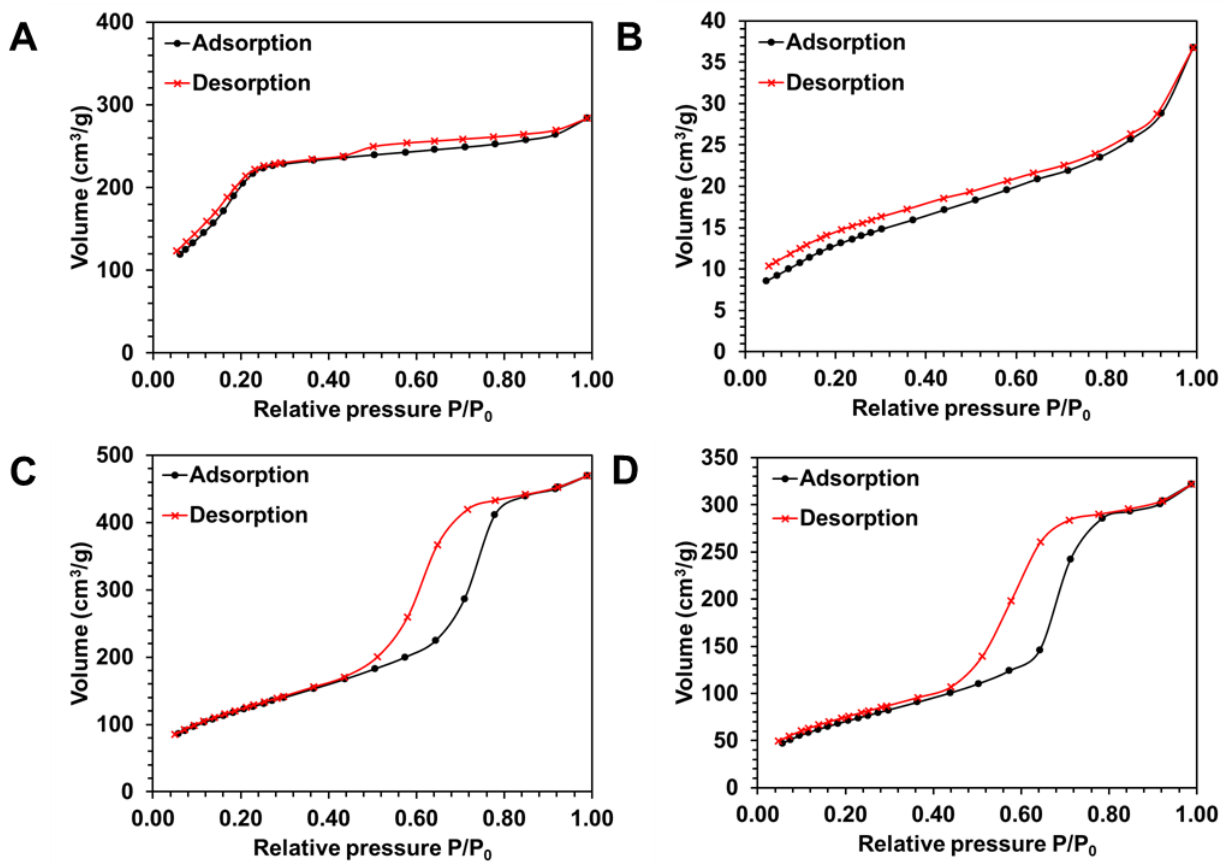 A
Adsorption
Desorption
400
300
200
100
0
Volume (cm³/g)
0.00 0.20 0.40 0.60 0.80 1.00
Relative pressure P/P₀
B
Adsorption
Desorption
40
35
30
25
20
15
10
5
0
Volume (cm³/g)
0.00 0.20 0.40 0.60 0.80 1.00
Relative pressure P/P₀
C
Adsorption
Desorption
500
400
300
200
100
0
Volume (cm³/g)
0.00 0.20 0.40 0.60 0.80 1.00
Relative pressure P/P₀
D
Adsorption
Desorption
350
300
250
200
150
100
50
0
Volume (cm³/g)
0.00 0.20 0.40 0.60 0.80 1.00
Relative pressure P/P₀